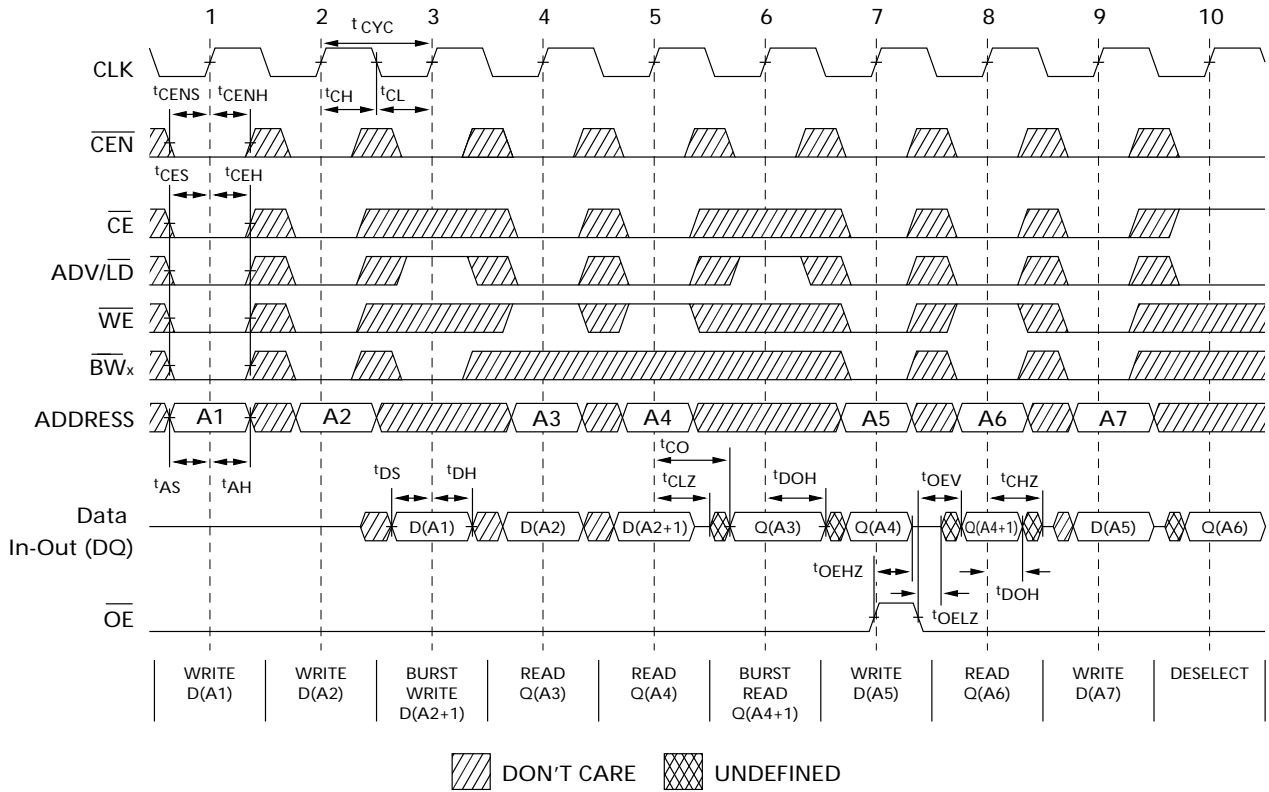 1 2 3 4 5 6 7 8 9 10
tCYC
CLK
tCENS tCENH tCH tCL
CEN
tCES tCEH
CE
ADV/LD
WE
BWx
ADDRESS A1 A2 A3 A4 A5 A6 A7
tCO
tAS tAH tDS tDH tCLZ tDOH tOEV tCHZ
Data
In-Out (DQ)
D(A1) D(A2) D(A2+1) Q(A3) Q(A4) Q(A4+1) D(A5) Q(A6)
tOEHZ tDOH
tOELZ
OE
WRITE
D(A1)
WRITE
D(A2)
BURST
WRITE
D(A2+1)
READ
Q(A3)
READ
Q(A4)
BURST
READ
Q(A4+1)
WRITE
D(A5)
READ
Q(A6)
WRITE
D(A7)
DESELECT
DON'T CARE UNDEFINED